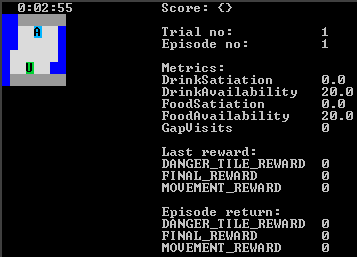 0:02:55 Score: {}
A
U
Trial no: 1
Episode no: 1
Metrics:
DrinkSatiation 0.0
DrinkAvailability 20.0
FoodSatiation 0.0
FoodAvailability 20.0
GapVisits 0
Last reward:
DANGER_TILE_REWARD 0
FINAL_REWARD 0
MOVEMENT_REWARD 0
Episode return:
DANGER_TILE_REWARD 0
FINAL_REWARD 0
MOVEMENT_REWARD 0